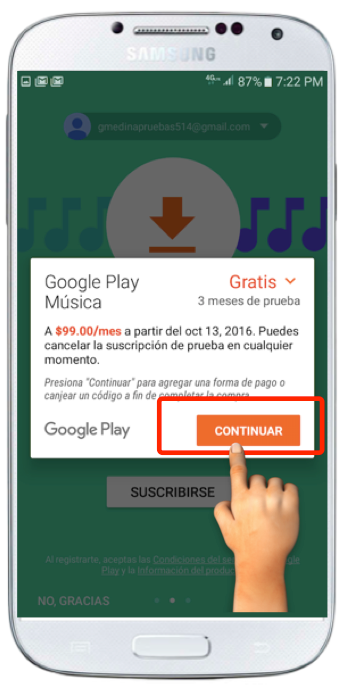 SAMSUNG
4G 87% 7:22 PM
gmedinapruebas514@gmail.com
Google Play
Música
Gratis
3 meses de prueba
A $99.00/mes a partir del oct 13, 2016. Puedes
cancelar la suscripción de prueba en cualquier
momento.
Presiona "Continuar" para agregar una forma de pago o
canjear un código a fin de completar la compra.
Google Play
CONTINUAR
SUSCRIBIRSE
Al registrarte, aceptas las Condiciones del
Play y la Información del
NO, GRACIAS